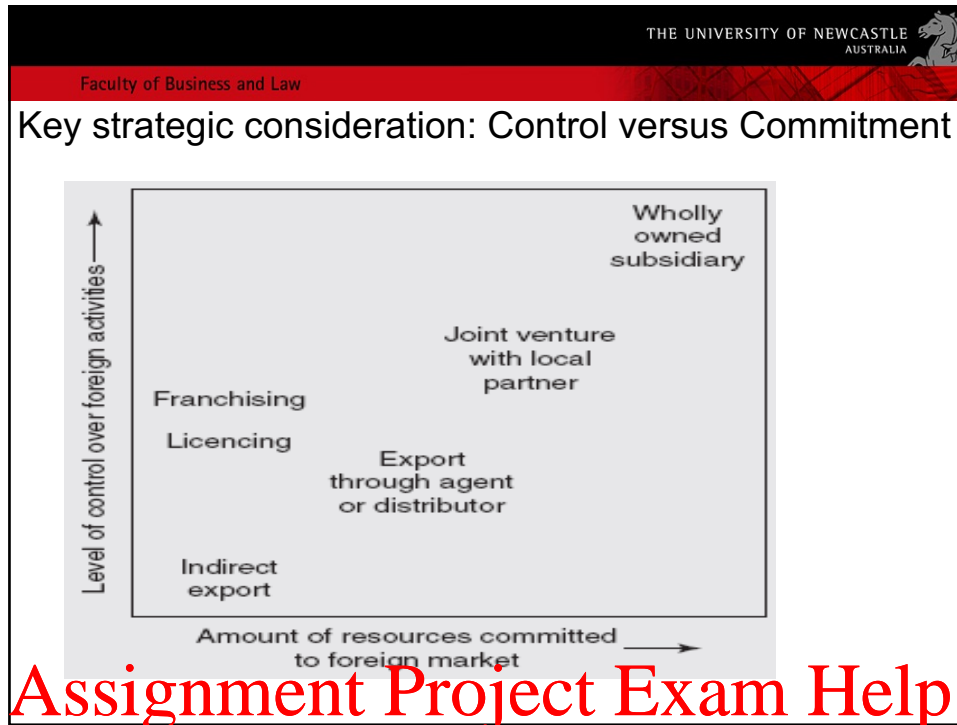 THE UNIVERSITY OF NEWCASTLE
AUSTRALIA
Faculty of Business and Law
Key strategic consideration: Control versus Commitment
Level of control over foreign activities
Wholly
owned
subsidiary
Joint venture
with local
partner
Franchising
Licencing
Export
through agent
or distributor
Indirect
export
Amount of resources committed
to foreign market
Assignment Project Exam Help